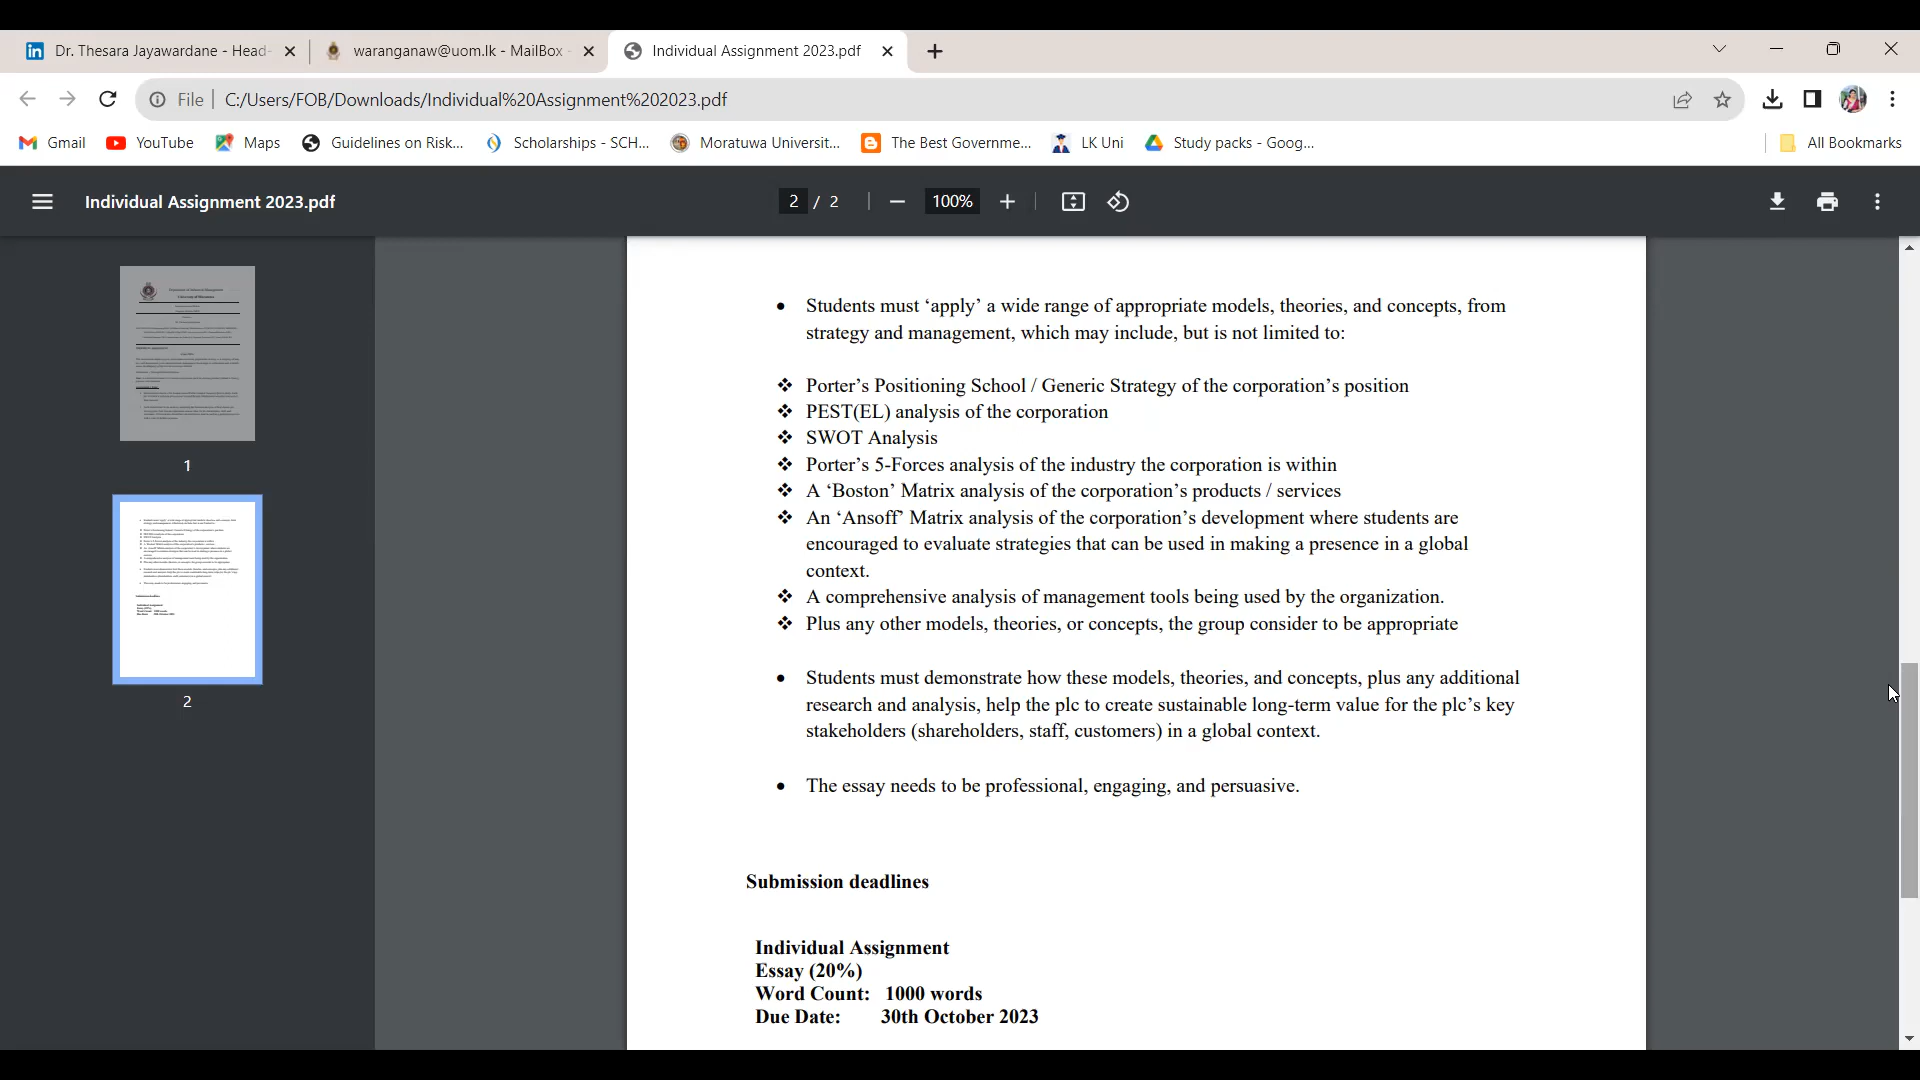 Dr. Thesara Jayawardane - Head-
waranganaw@uom.lk - MailBox -
Individual Assignment 2023.pdf
File
C:/Users/FOB/Downloads/Individual%20Assignment%202023.pdf
Gmail
YouTube
Maps
Guidelines on Risk...
Scholarships - SCH...
Moratuwa Universit...
The Best Governme...
LK Uni
Study packs - Goog...
All Bookmarks
Individual Assignment 2023.pdf
2 / 2
100%
1
2
• Students must ‘apply’ a wide range of appropriate models, theories, and concepts, from
strategy and management, which may include, but is not limited to:
❖ Porter’s Positioning School / Generic Strategy of the corporation’s position
❖ PEST(EL) analysis of the corporation
❖ SWOT Analysis
❖ Porter’s 5-Forces analysis of the industry the corporation is within
❖ A ‘Boston’ Matrix analysis of the corporation’s products / services
❖ An ‘Ansoff’ Matrix analysis of the corporation’s development where students are
encouraged to evaluate strategies that can be used in making a presence in a global
context.
❖ A comprehensive analysis of management tools being used by the organization.
❖ Plus any other models, theories, or concepts, the group consider to be appropriate
• Students must demonstrate how these models, theories, and concepts, plus any additional
research and analysis, help the plc to create sustainable long-term value for the plc’s key
stakeholders (shareholders, staff, customers) in a global context.
• The essay needs to be professional, engaging, and persuasive.
Submission deadlines
Individual Assignment
Essay (20%)
Word Count: 1000 words
Due Date: 30th October 2023